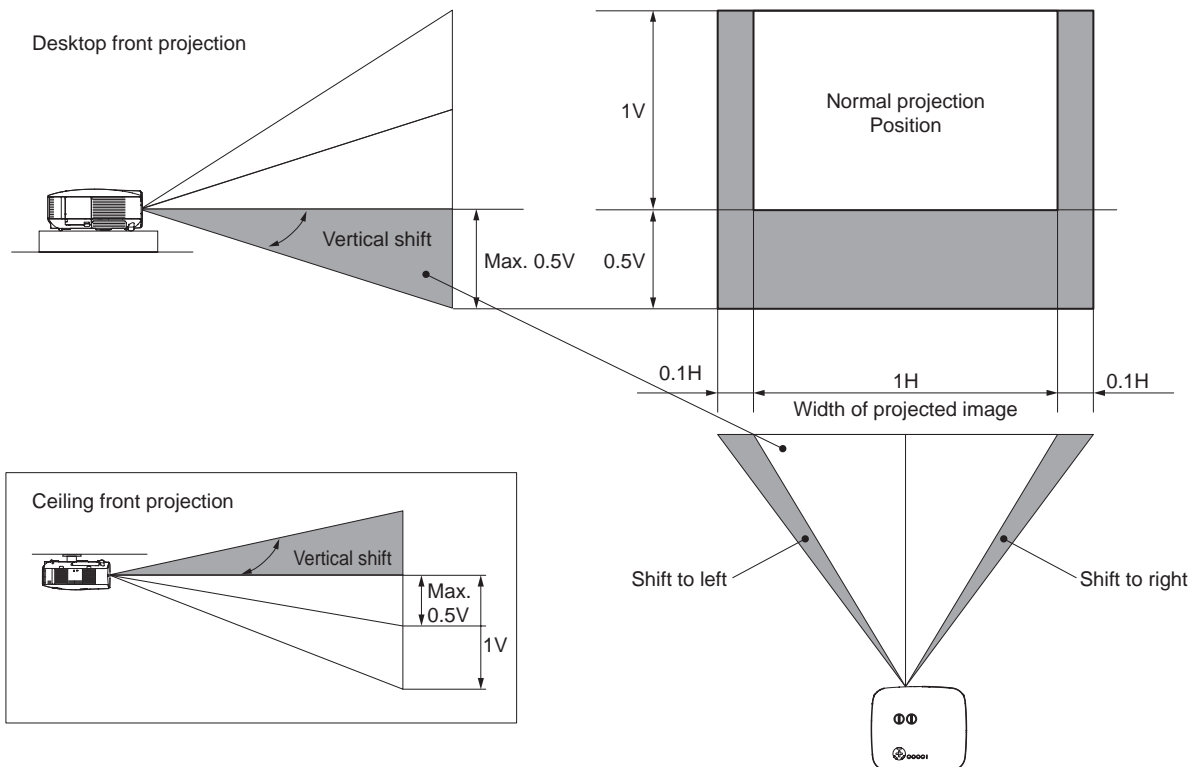 Desktop front projection
1V
Normal projection
Position
Vertical shift
Max. 0.5V
0.5V
0.1H
1H
0.1H
Width of projected image
Ceiling front projection
Vertical shift
Max.
0.5V
1V
Shift to left
Shift to right